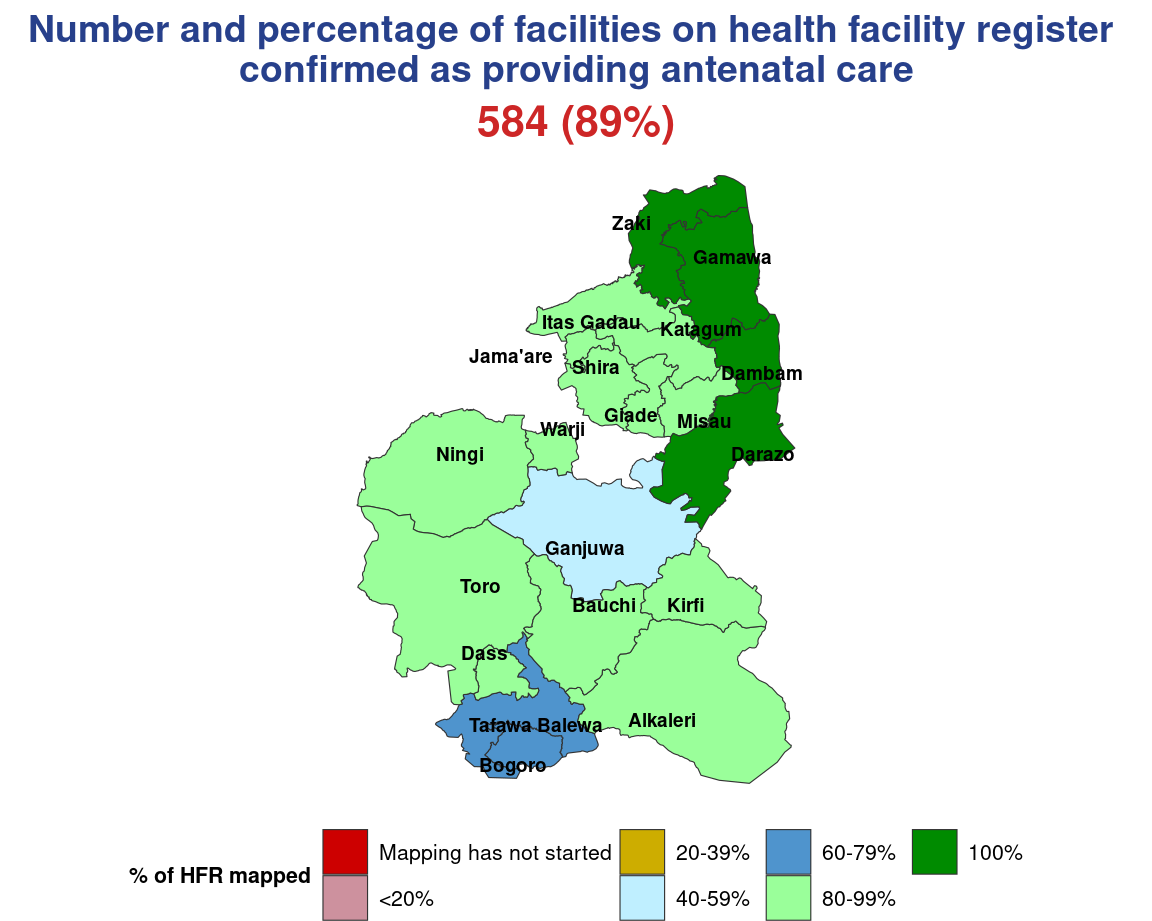 Number and percentage of facilities on health facility register
confirmed as providing antenatal care
584 (89%)
Zaki
Gamawa
Itas Gadau
Katagum
Jama'are
Shira
Dambam
Giade
Misau
Warji
Ningi
Darazo
Ganjuwa
Toro
Bauchi
Kirfi
Dass
Tafawa Balewa
Alkaleri
Bogoro
% of HFR mapped
Mapping has not started
<20%
20-39%
40-59%
60-79%
80-99%
100%